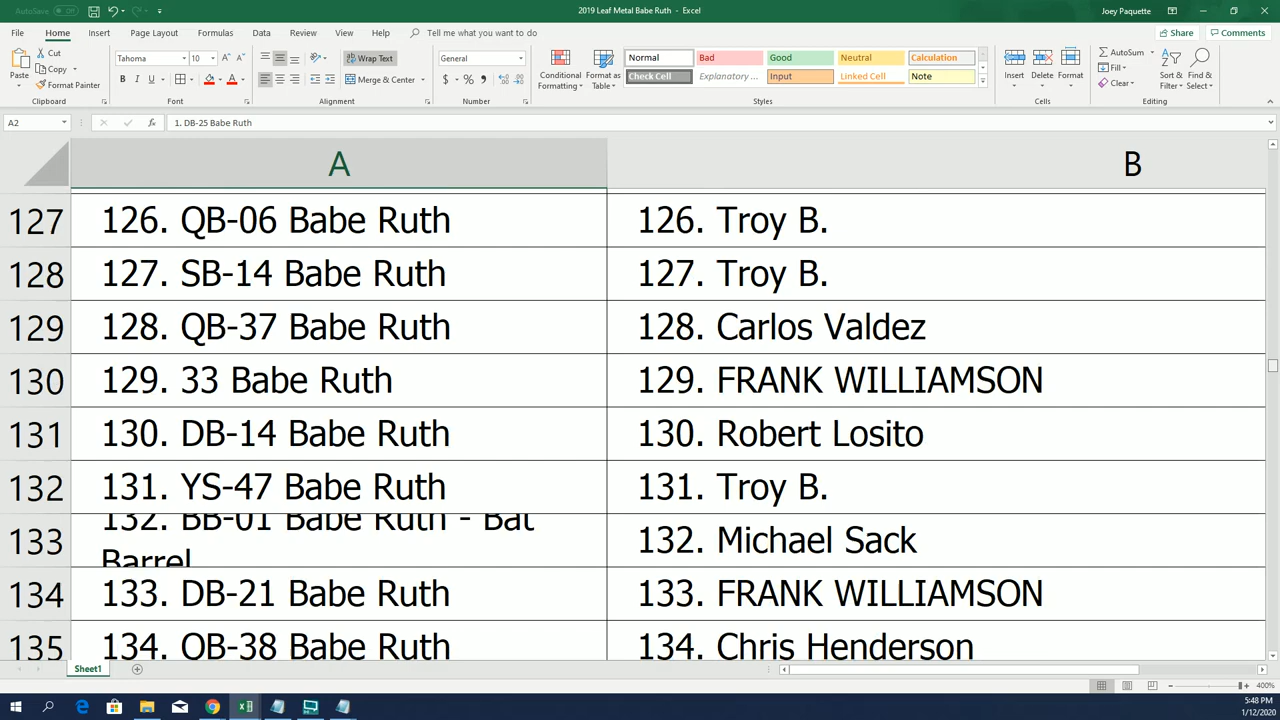 AutoSave Off
2019 Leaf Metal Babe Ruth - Excel
Joey Paquette
File Home Insert Page Layout Formulas Data Review View Help Tell me what you want to do
Share Comments
Paste
Cut
Copy
Format Painter
Clipboard
Tahoma 10
B I U
Font
Wrap Text
Merge & Center
Alignment
General
$ % ,
Number
Conditional Formatting
Format as Table
Normal Bad Good Neutral Calculation
Check Cell Explanatory ... Input Linked Cell Note
Styles
Insert Delete Format
Cells
AutoSum
Fill
Clear
Sort & Filter
Find & Select
Editing
A2 fx 1. DB-25 Babe Ruth
A B
127 126. QB-06 Babe Ruth 126. Troy B.
128 127. SB-14 Babe Ruth 127. Troy B.
129 128. QB-37 Babe Ruth 128. Carlos Valdez
130 129. 33 Babe Ruth 129. FRANK WILLIAMSON
131 130. DB-14 Babe Ruth 130. Robert Losito
132 131. YS-47 Babe Ruth 131. Troy B.
133 132. BB-01 Babe Ruth - Bat Barrel 132. Michael Sack
134 133. DB-21 Babe Ruth 133. FRANK WILLIAMSON
135 134. QB-38 Babe Ruth 134. Chris Henderson
Sheet1
400%
5:48 PM
1/12/2020